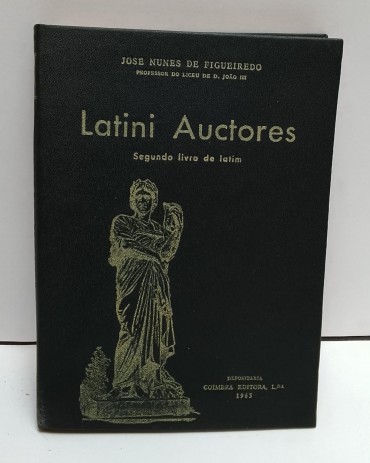 JOSE NUNES DE FIGUEIREDO
PROFESSOR DO LICEU DE D. JOÃO III
Latini Auctores
Segundo livro de latim
DEPOSITÁRIA
COIMBRA EDITORA, L.DA
1963